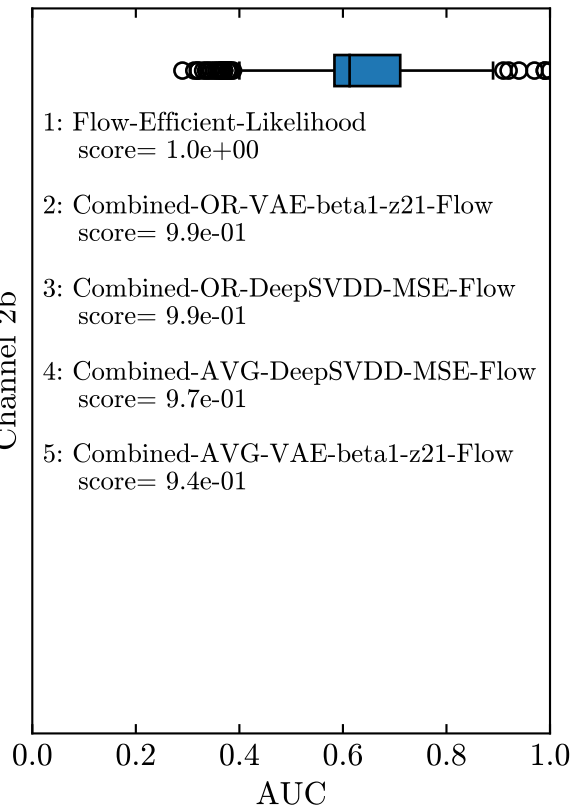 1: Flow-Efficient-Likelihood
score= 1.0e+00
2: Combined-OR-VAE-beta1-z21-Flow
score= 9.9e-01
3: Combined-OR-DeepSVDD-MSE-Flow
score= 9.9e-01
4: Combined-AVG-DeepSVDD-MSE-Flow
score= 9.7e-01
5: Combined-AVG-VAE-beta1-z21-Flow
score= 9.4e-01
Channel 2b
0.0 0.2 0.4 0.6 0.8 1.0
AUC